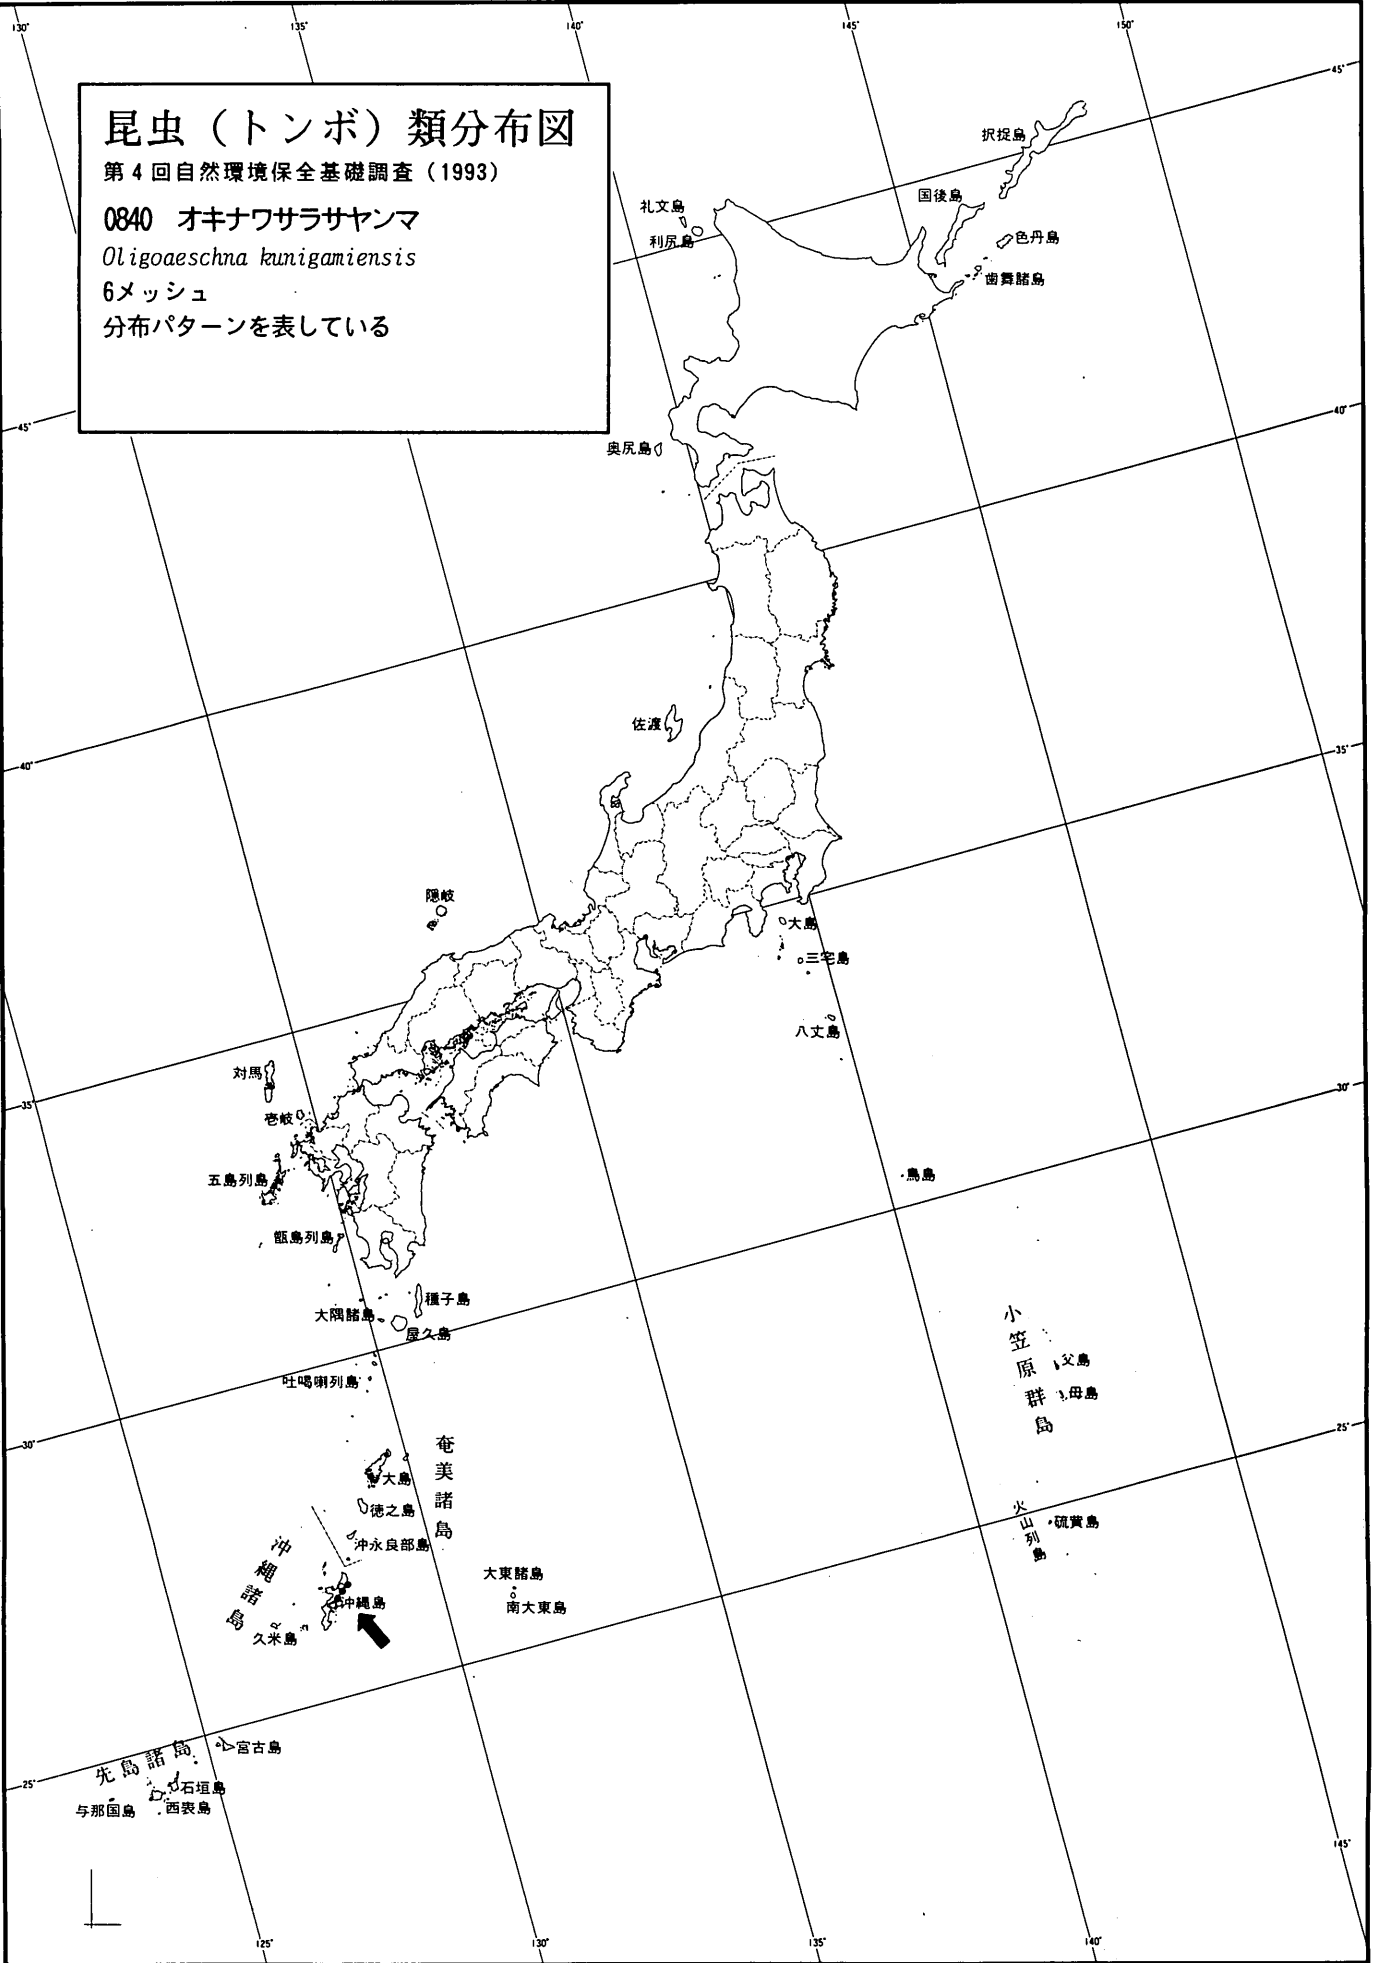 130°
135°
140°
145°
150°
昆虫（トンボ）類分布図
第4回自然環境保全基礎調査（1993）
0840 オキナワサラサヤンマ
Oligoaeschna kunigamiensis
6メッシュ
分布パターンを表している
45°
択捉島
国後島
礼文島
利尻島
色丹島
歯舞諸島
45°
40°
奥尻島
佐渡
40°
35°
隠岐
大島
三宅島
八丈島
対馬
35°
壱岐
30°
五島列島
鳥島
甑島列島
種子島
大隅諸島
屋久島
吐噶喇列島
小笠原群島
父島
母島
30°
25°
奄美諸島
大島
徳之島
沖永良部島
火山列島
硫黄島
沖縄諸島
大東諸島
南大東島
沖縄島
久米島
先島諸島
宮古島
25°
石垣島
与那国島
西表島
145°
125°
130°
135°
140°